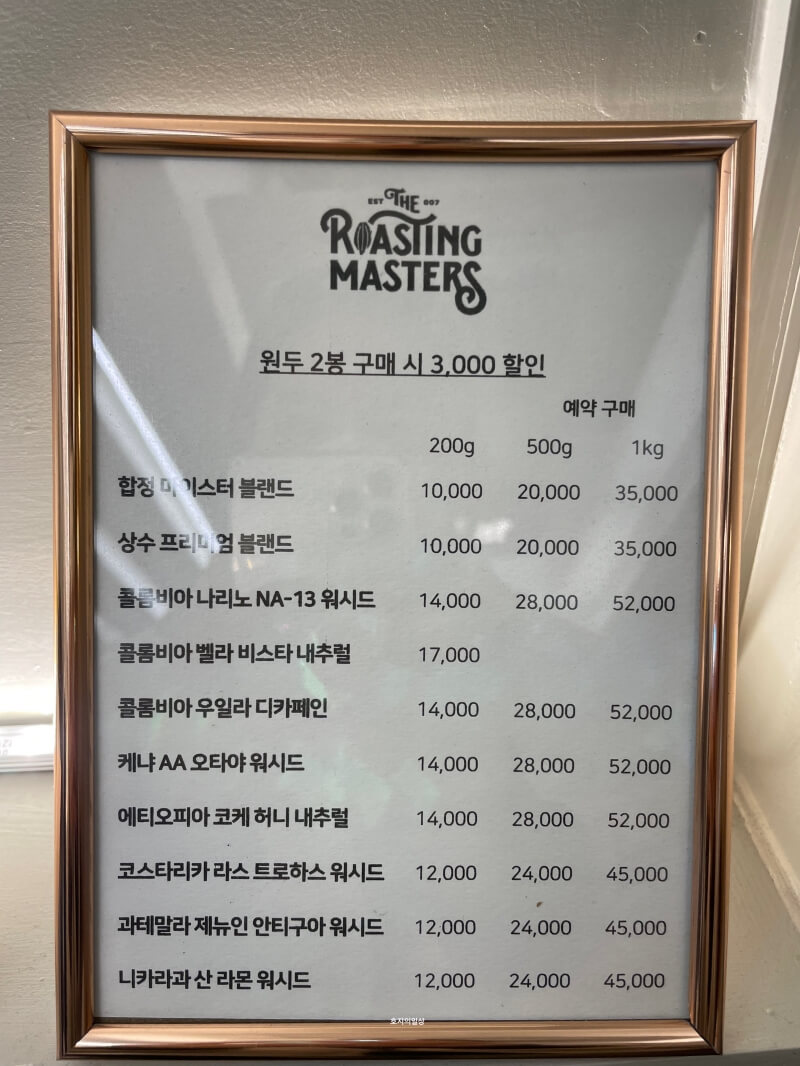 EST THE 007
ROASTING
MASTERS
원두 2봉 구매 시 3,000 할인
예약 구매
200g 500g 1kg
합정 마이스터 블랜드 10,000 20,000 35,000
상수 프리미엄 블랜드 10,000 20,000 35,000
콜롬비아 나리노 NA-13 워시드 14,000 28,000 52,000
콜롬비아 벨라 비스타 내추럴 17,000
콜롬비아 우일라 디카페인 14,000 28,000 52,000
케냐 AA 오타야 워시드 14,000 28,000 52,000
에티오피아 코케 허니 내추럴 14,000 28,000 52,000
코스타리카 라스 트로하스 워시드 12,000 24,000 45,000
과테말라 제뉴인 안티구아 워시드 12,000 24,000 45,000
니카라과 산 라몬 워시드 12,000 24,000 45,000
호지의일상